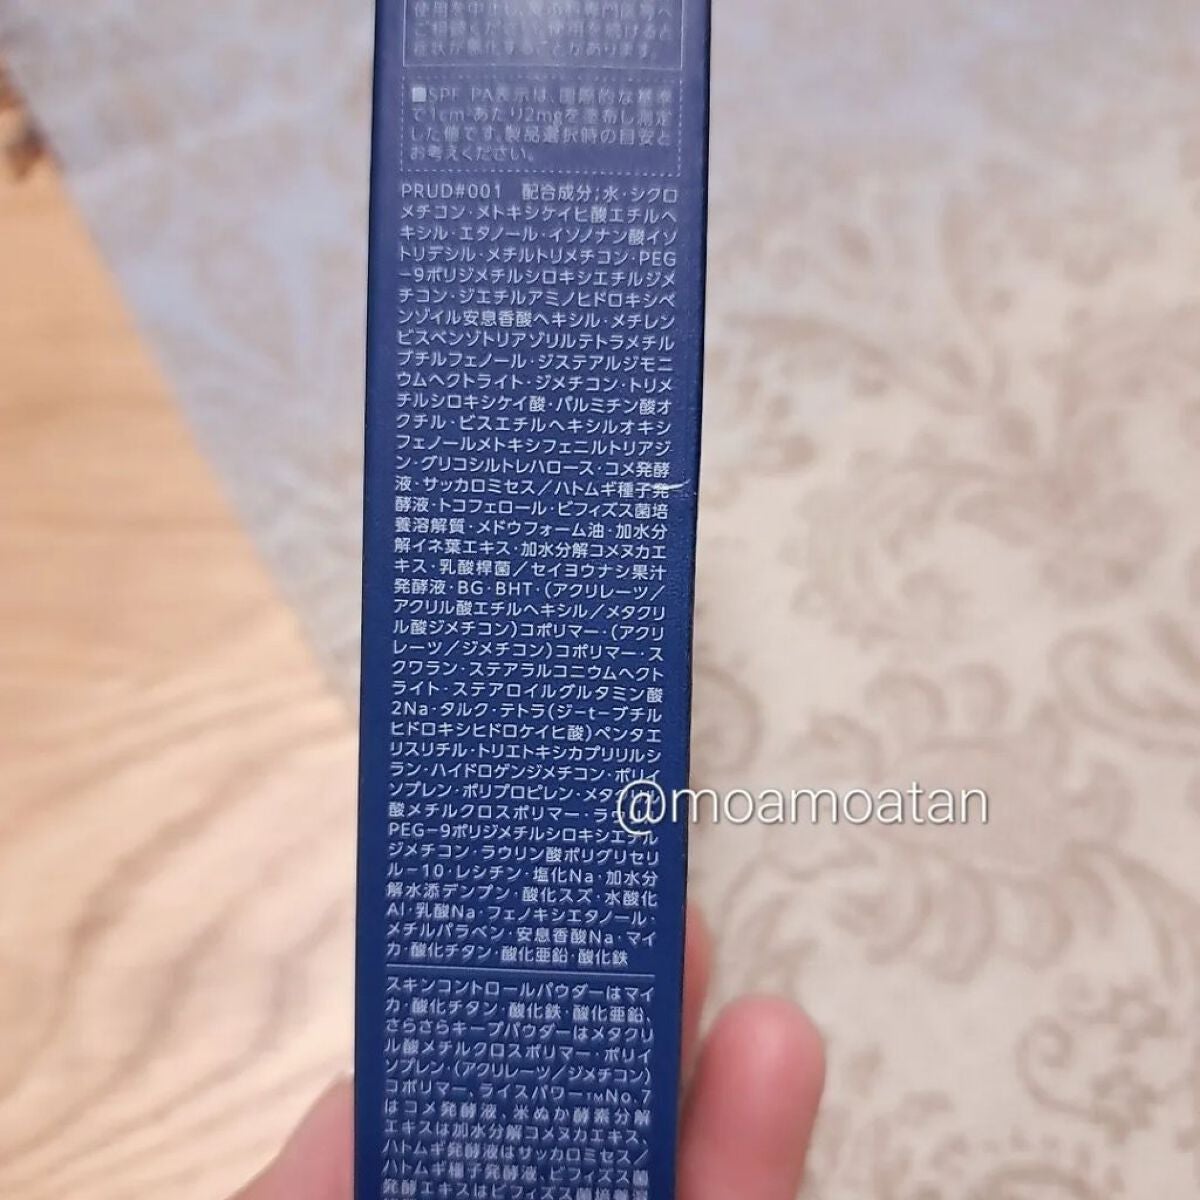 使用を中止し、皮ふ科専門医等へ
ご相談ください。使用を続けると
症状が悪化することがあります。
■SPF、PA表示は、国際的な基準
で1cm²あたり2mgを塗布し測定
した値です。製品選択時の目安と
お考えください。
PRUD#001　配合成分；水・シクロ
メチコン・メトキシケイヒ酸エチルヘ
キシル・エタノール・イソノナン酸イソ
トリデシル・メチルトリメチコン・PEG
−9ポリジメチルシロキシエチルジメ
チコン・ジエチルアミノヒドロキシベ
ンゾイル安息香酸ヘキシル・メチレン
ビスベンゾトリアゾリルテトラメチル
ブチルフェノール・ジステアルジモニ
ウムヘクトライト・ジメチコン・トリメ
チルシロキシケイ酸・パルミチン酸オ
クチル・ビスエチルヘキシルオキシ
フェノールメトキシフェニルトリアジ
ン・グリコシルトレハロース・コメ発酵
液・サッカロミセス／ハトムギ種子発
酵液・トコフェロール・ビフィズス菌培
養溶解質・メドウフォーム油・加水分
解イネ葉エキス・加水分解コメヌカエ
キス・乳酸桿菌／セイヨウナシ果汁
発酵液・BG・BHT・（アクリレーツ／
アクリル酸エチルヘキシル／メタクリ
ル酸ジメチコン）コポリマー・（アクリ
レーツ／ジメチコン）コポリマー・ス
クワラン・ステアラルコニウムヘクト
ライト・ステアロイルグルタミン酸
2Na・タルク・テトラ（ジ−t−ブチル
ヒドロキシヒドロケイヒ酸）ペンタエ
リスリチル・トリエトキシカプリリルシ
ラン・ハイドロゲンジメチコン・ポリイ
ソプレン・ポリプロピレン・メタクリル
酸メチルクロスポリマー・ラウリル
PEG−9ポリジメチルシロキシエチル
ジメチコン・ラウリン酸ポリグリセリ
ル−10・レシチン・塩化Na・加水分
解水添デンプン・酸化スズ・水酸化
Al・乳酸Na・フェノキシエタノール・
メチルパラベン・安息香酸Na・マイ
カ・酸化チタン・酸化亜鉛・酸化鉄
スキンコントロールパウダーはマイ
カ・酸化チタン・酸化鉄・酸化亜鉛、
さらさらキープパウダーはメタクリ
ル酸メチルクロスポリマー・ポリイ
ソプレン・（アクリレーツ／ジメチコン）
コポリマー、ライスパワー™No.7
はコメ発酵液、米ぬか酵素分解
エキスは加水分解コメヌカエキス、
ハトムギ発酵液はサッカロミセス／
ハトムギ種子発酵液、ビフィズス菌
発酵エキスはビフィズス菌培養溶
@moamoatan